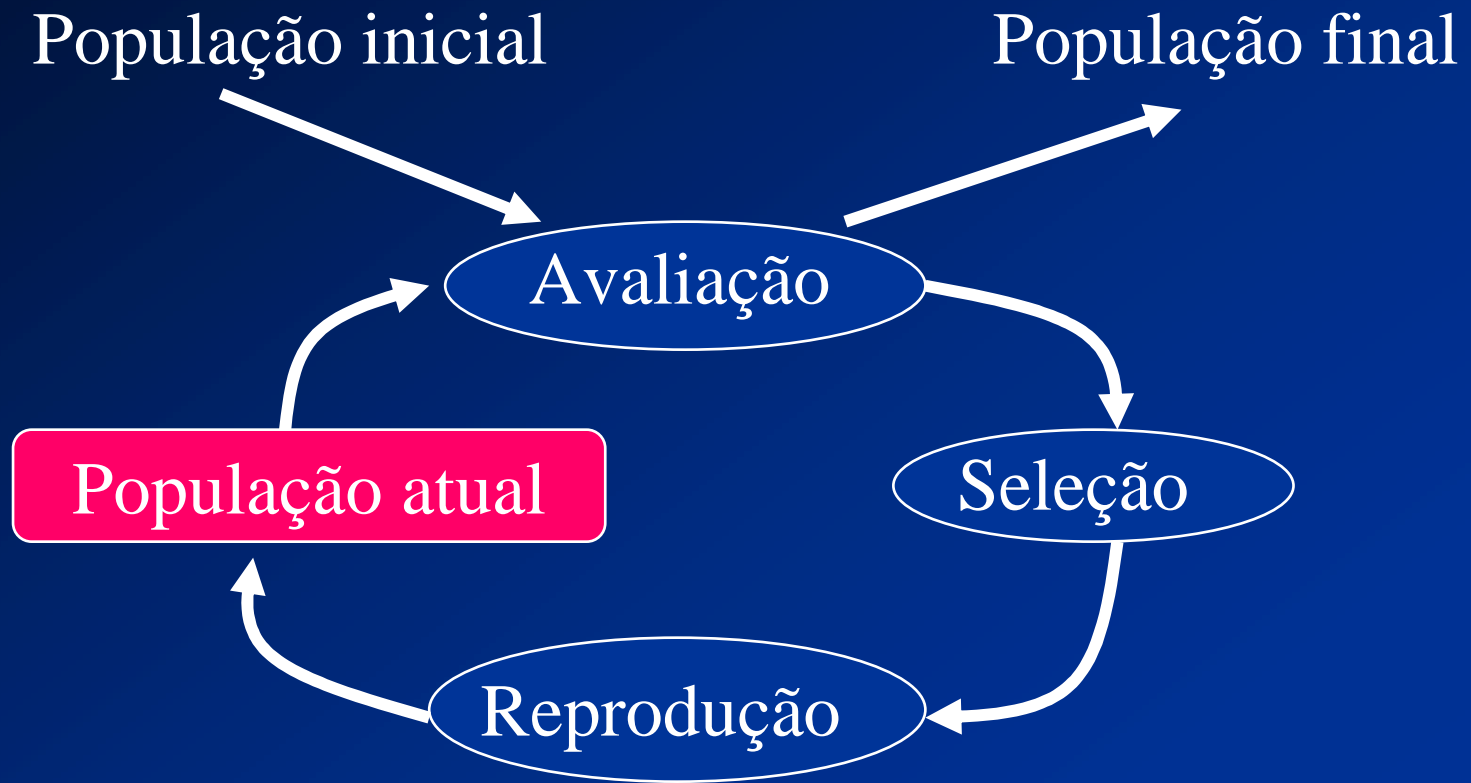 População inicial
População final
Avaliação
População atual
Seleção
Reprodução